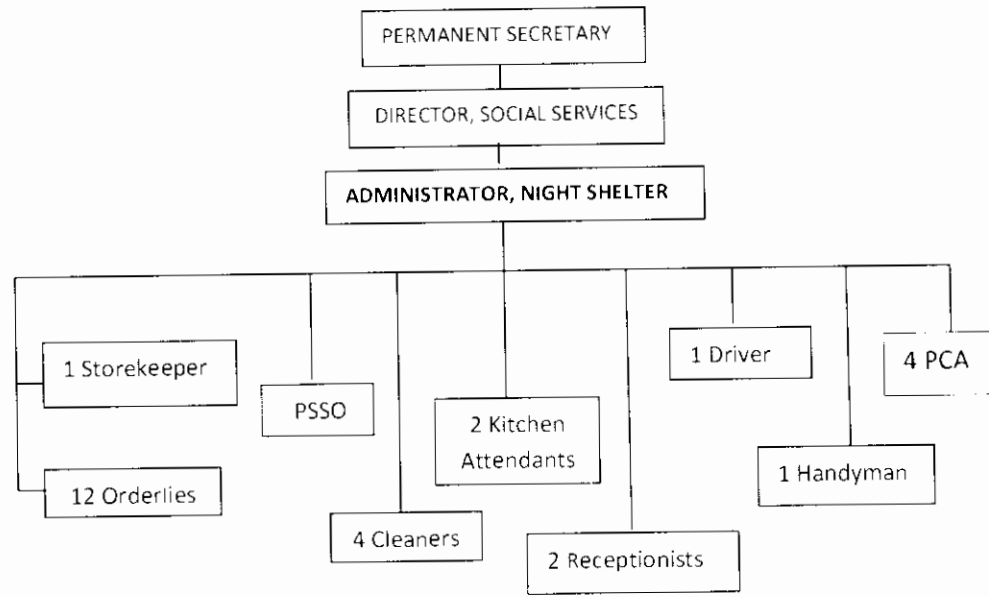 PERMANENT SECRETARY
DIRECTOR, SOCIAL SERVICES
ADMINISTRATOR, NIGHT SHELTER
1 Storekeeper
12 Orderlies
PSSO
4 Cleaners
2 Kitchen
Attendants
2 Receptionists
1 Driver
1 Handyman
4 PCA